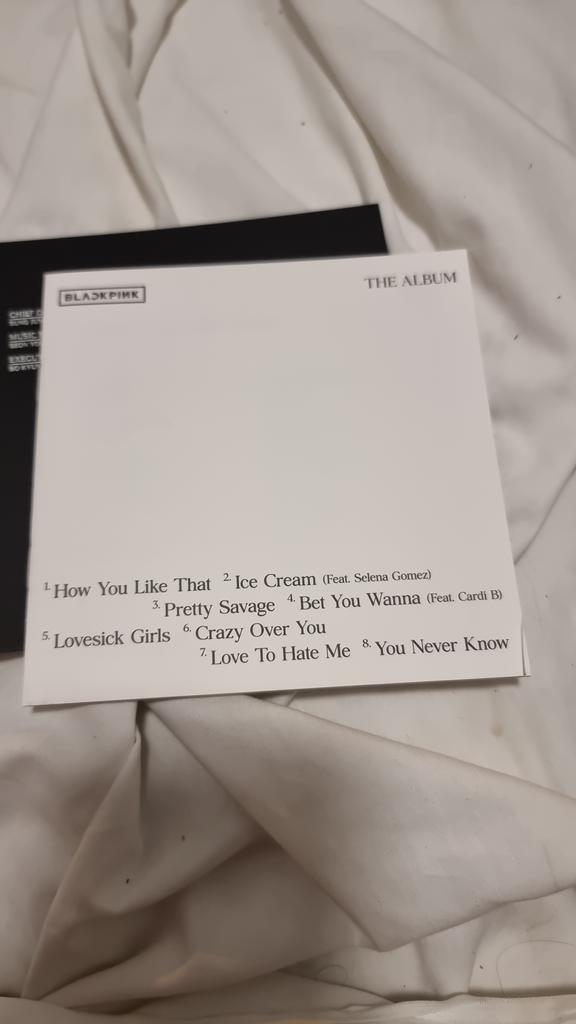 BLACKPINK
THE ALBUM
1. How You Like That 2. Ice Cream (Feat. Selena Gomez)
3. Pretty Savage 4. Bet You Wanna (Feat. Cardi B)
5. Lovesick Girls 6. Crazy Over You
7. Love To Hate Me 8. You Never Know
MUSIC